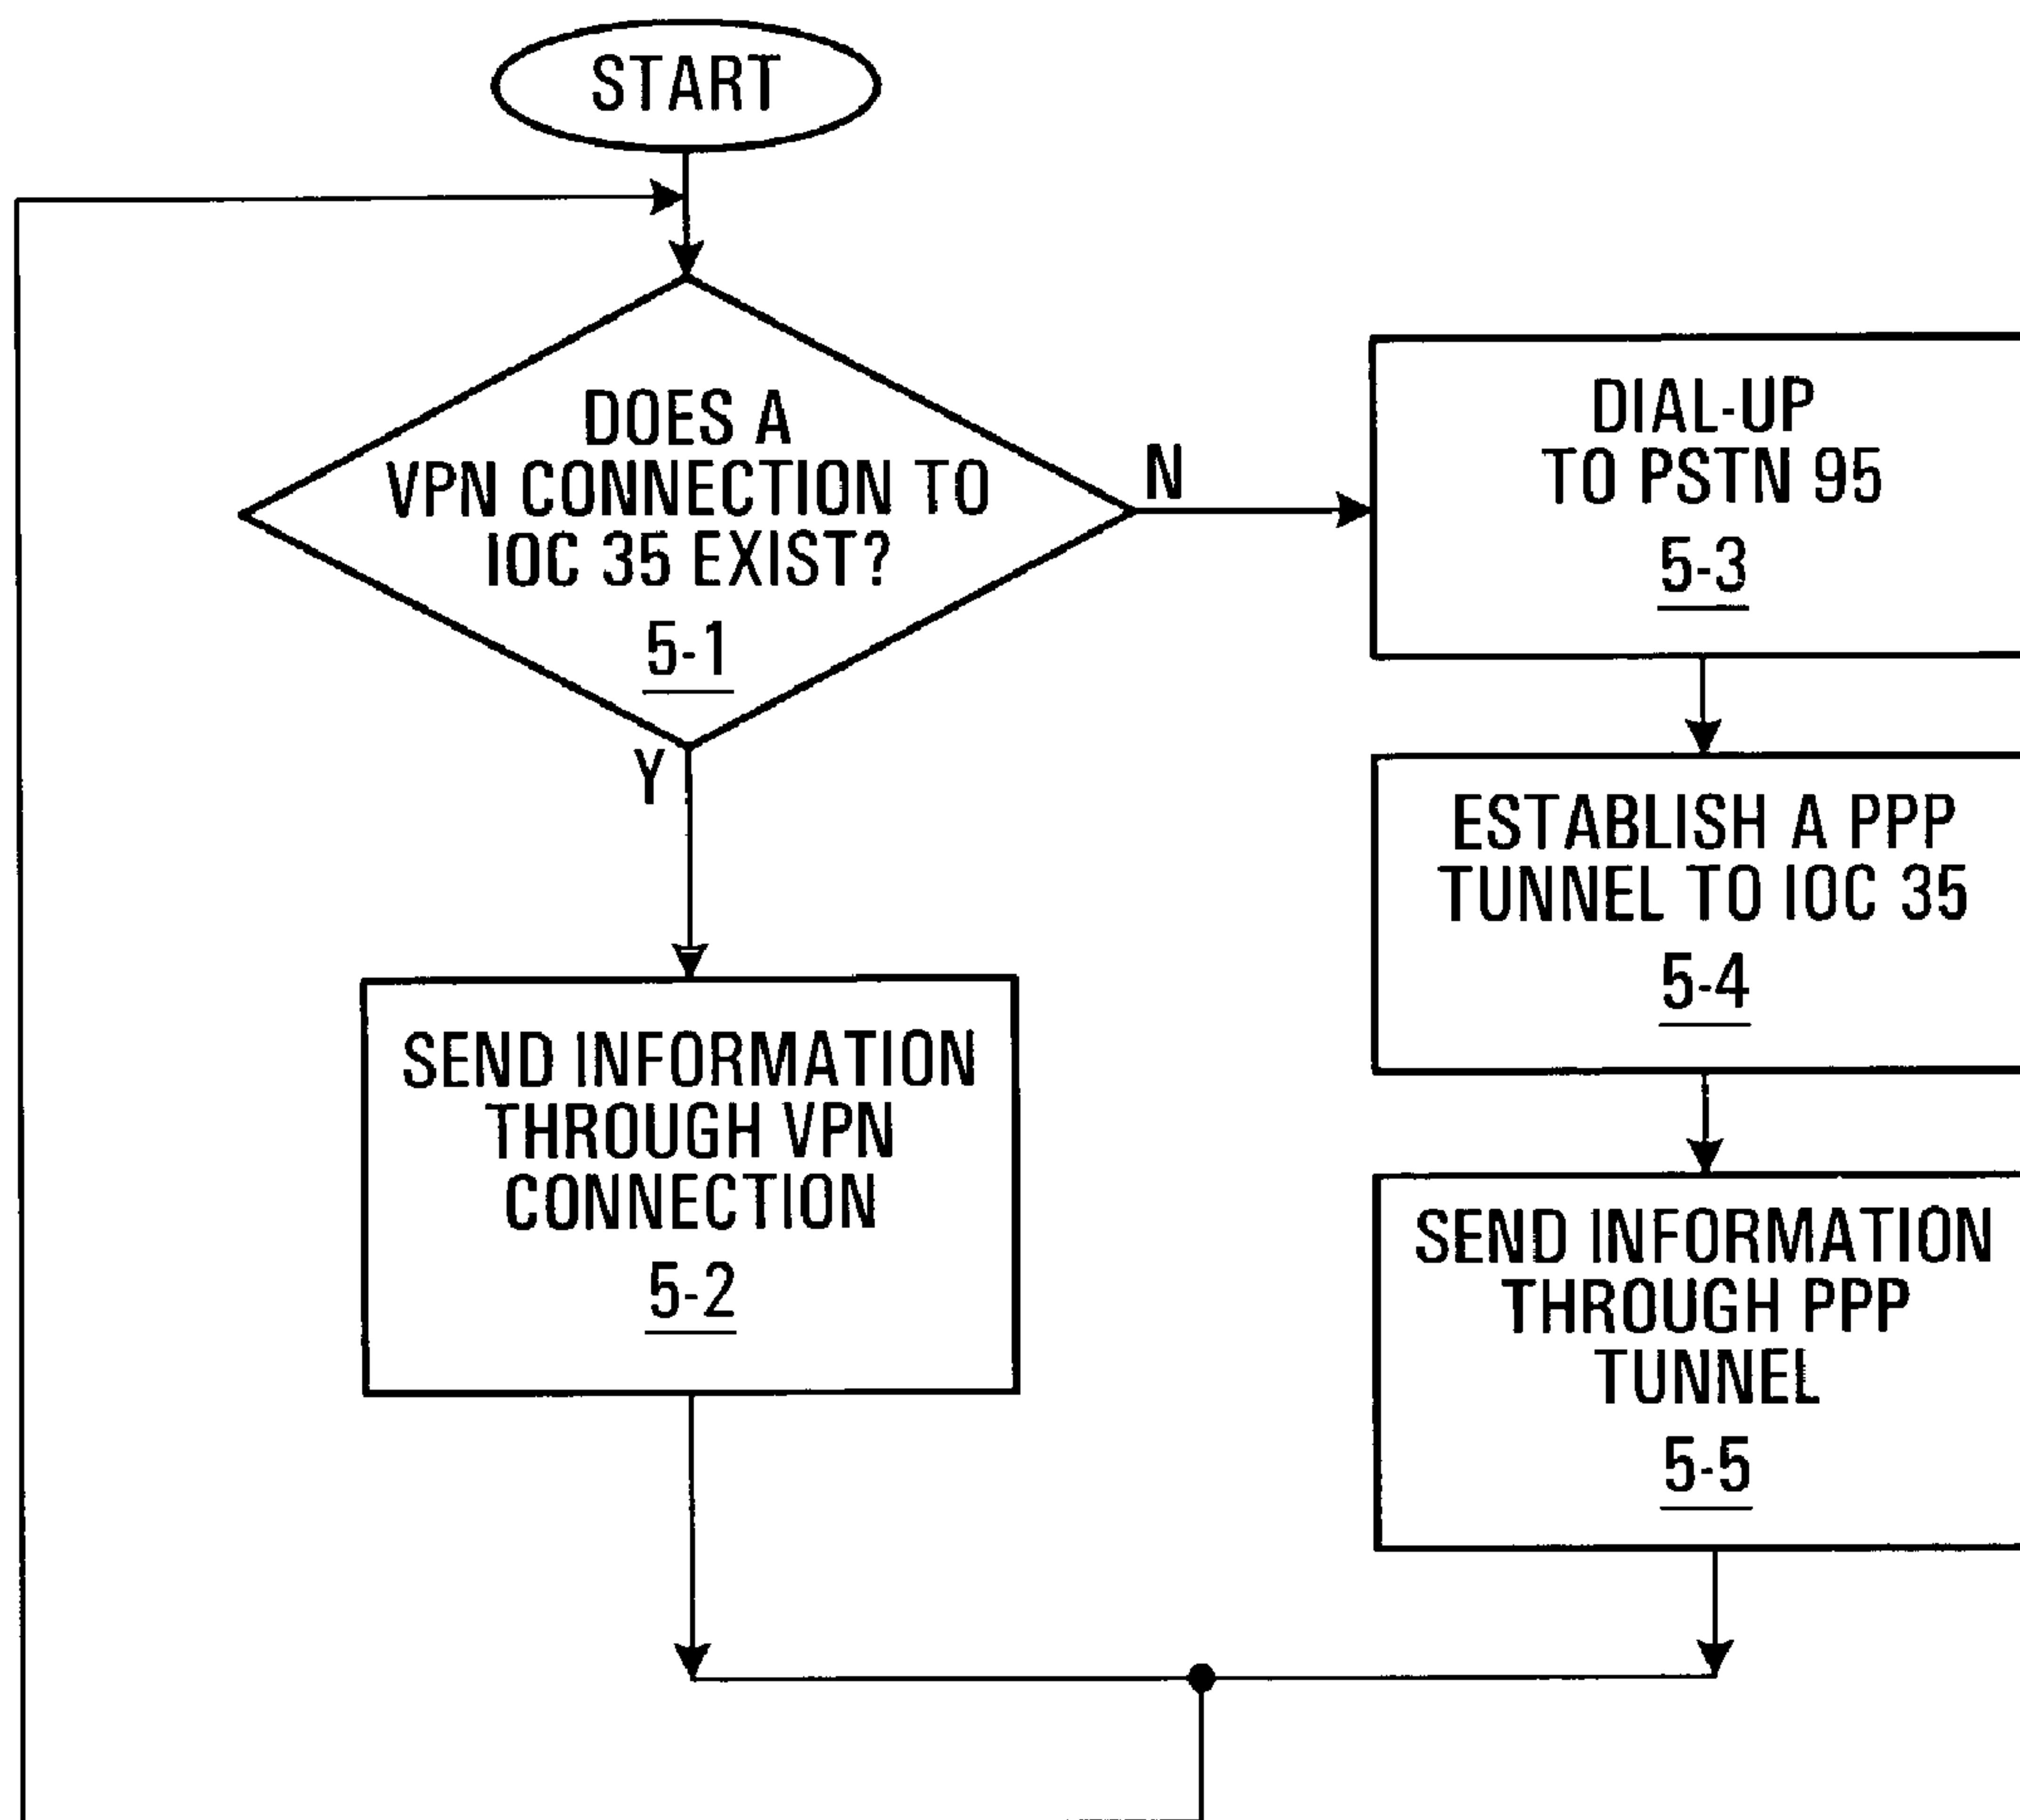 START
DOES A
VPN CONNECTION TO
IOC 35 EXIST?
5-1
N
Y
SEND INFORMATION
THROUGH VPN
CONNECTION
5-2
DIAL-UP
TO PSTN 95
5-3
ESTABLISH A PPP
TUNNEL TO IOC 35
5-4
SEND INFORMATION
THROUGH PPP
TUNNEL
5-5